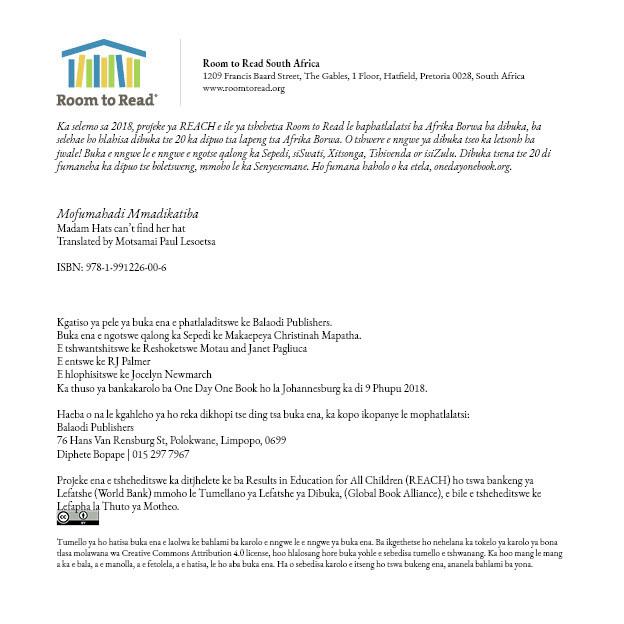 Room to Read®
Room to Read South Africa
1209 Francis Baard Street, The Gables, 1 Floor, Hatfield, Pretoria 0028, South Africa
www.roomtoread.org
Ka selemo sa 2018, projeke ya REACH e ile ya tshehetsa Room to Read le baphatlalatsi ba Afrika Borwa ba dibuka, ba
selehae ho hlahisa dibuka tse 20 ka dipuo tsa lapeng tsa Afrika Borwa. O tshwere e nngwe ya dibuka tseo ka letsonh ba
jwale! Buka e nngwe le e nngwe e ngotse qalong ka Sepedi, siSwati, Xitsonga, Tshivenda or isiZulu. Dibuka tsena tse 20 di
fumaneha ka dipuo tse boletsweng, mmoho le ka Senyesemane. Ho fumana haholo o ka etela, onedayonebook.org.
Mofumahadi Mmadikatiba
Madam Hats can't find her hat
Translated by Motsamai Paul Lesoetsa
ISBN: 978-1-991226-00-6
Kgatiso ya pele ya buka ena e phatlaladitswe ke Balaodi Publishers.
Buka ena e ngotswe qalong ka Sepedi ke Makaepeya Christinah Mapatha.
E tshwantshitswe ke Reshoketswe Motau and Janet Pagliuca
E entswe ke RJ Palmer
E hlophisitswe ke Jocelyn Newmarch
Ka thuso ya bankakarolo ba One Day One Book ho la Johannesburg ka di 9 Phupu 2018.
Haeba o na le kgahleho ya ho reka dikhopi tse ding tsa buka ena, ka kopo ikopanye le mophatlalatsi:
Balaodi Publishers
76 Hans Van Rensburg St, Polokwane, Limpopo, 0699
Diphete Bopape | 015 297 7967
Projeke ena e tsheheditswe ka ditjhelete ke ba Results in Education for All Children (REACH) ho tswa bankeng ya
Lefatshe (World Bank) mmoho le Tumellano ya Lefatshe ya Dibuka, (Global Book Alliance), e bile e tsheheditswe ke
Lefapha la Thuto ya Motheo.
Tumello ya ho hatisa buka ena e laolwa ke bahlami ba karolo e nngwe le e nngwe ya buka ena. Ba ikgethetse ho nehelana ka tokelo ya karolo ya bona
tlasa molawana wa Creative Commons Attribution 4.0 license, hoo hlalosang hore buka yohle e sebedisa tumello e tshwanang. Ka hoo mang le mang
a ka e bala, a e manolla, a e fetolela, a e hatisa, le ho aba buka ena. Ha o sebedisa karolo e itseng ho tswa bukeng ena, ananela bahlami ba yona.